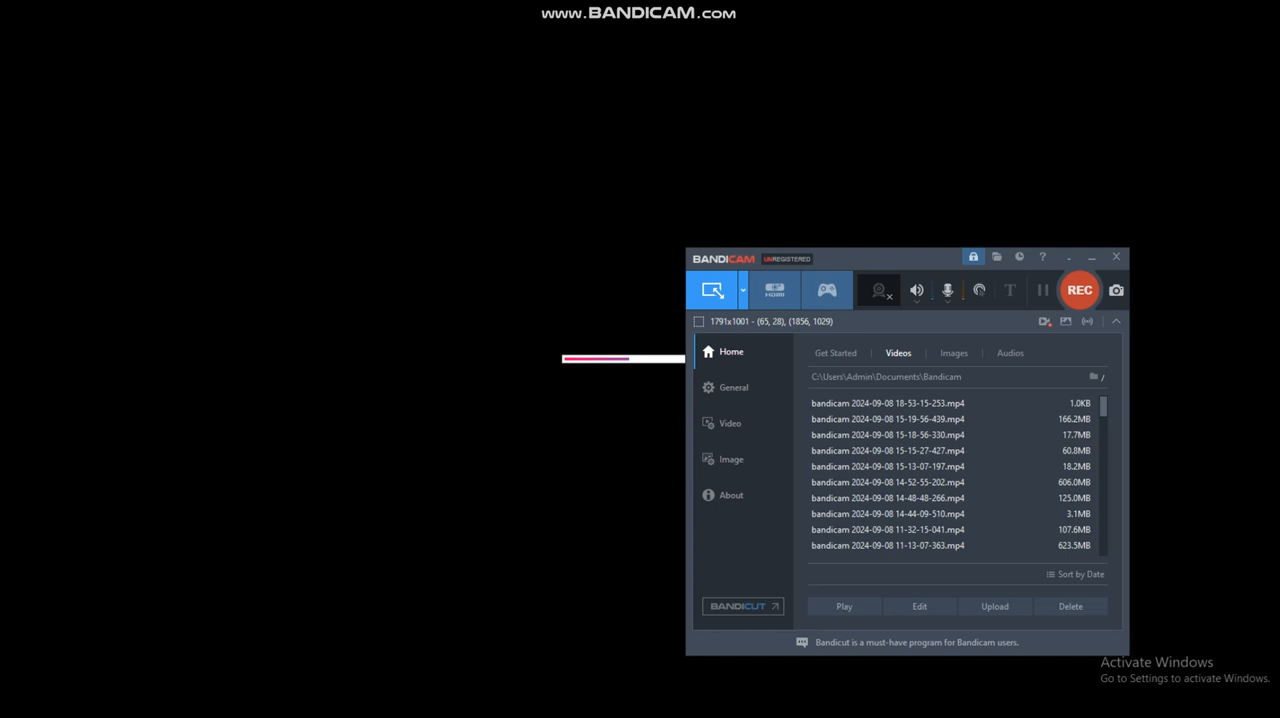 www.BANDICAM.com
BANDICAM UNREGISTERED
HDMI
T
REC
1791x1001 - (65, 28), (1856, 1029)
Home
Get Started
Videos
Images
Audios
C:\Users\Admin\Documents\Bandicam
General
Video
Image
About
bandicam 2024-09-08 18-53-15-253.mp4 1.0KB
bandicam 2024-09-08 15-19-56-439.mp4 166.2MB
bandicam 2024-09-08 15-18-56-330.mp4 17.7MB
bandicam 2024-09-08 15-15-27-427.mp4 60.8MB
bandicam 2024-09-08 15-13-07-197.mp4 18.2MB
bandicam 2024-09-08 14-52-55-202.mp4 606.0MB
bandicam 2024-09-08 14-48-48-266.mp4 125.0MB
bandicam 2024-09-08 14-44-09-510.mp4 3.1MB
bandicam 2024-09-08 11-32-15-041.mp4 107.6MB
bandicam 2024-09-08 11-13-07-363.mp4 623.5MB
Sort by Date
BANDICUT
Play
Edit
Upload
Delete
Bandicut is a must-have program for Bandicam users.
Activate Windows
Go to Settings to activate Windows.